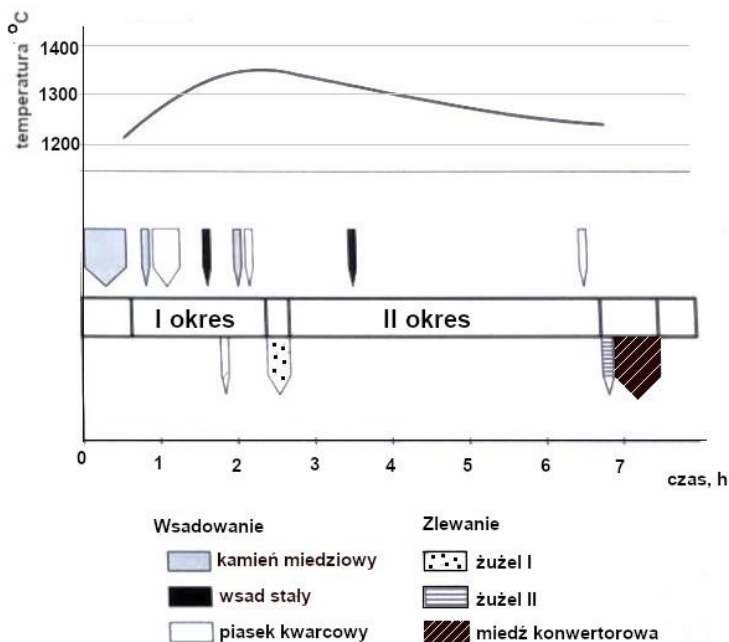 temperatura °C
1400
1300
1200
I okres
II okres
0
1
2
3
4
5
6
7
czas, h
Wsadowanie
kamień miedziowy
wsad stały
piasek kwarcowy
Zlewanie
żużel I
żużel II
miedź konwertorowa